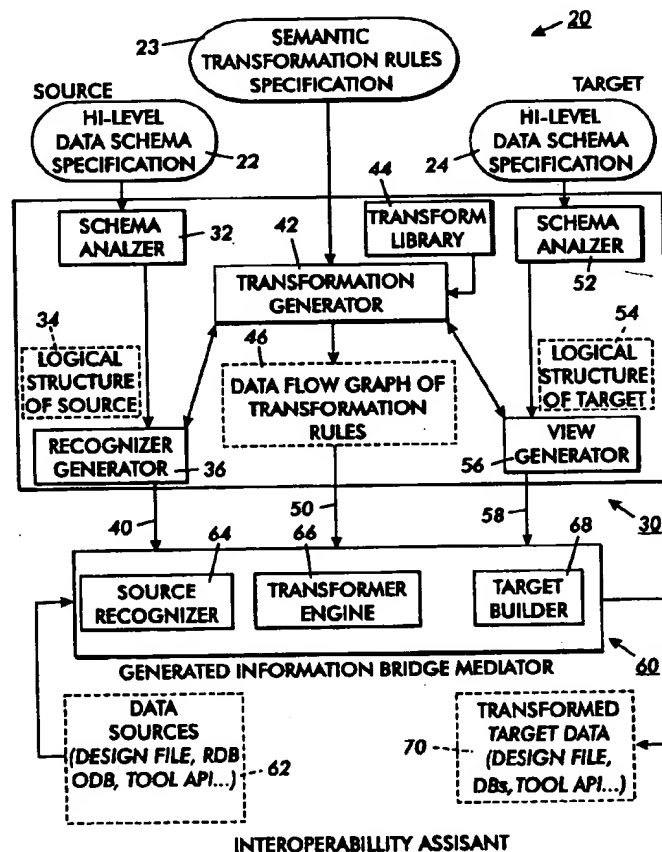 20
23
SEMANTIC
TRANSFORMATION RULES
SPECIFICATION
SOURCE
HI-LEVEL
DATA SCHEMA
SPECIFICATION
22
TARGET
HI-LEVEL
DATA SCHEMA
SPECIFICATION
24
44
TRANSFORM
LIBRARY
SCHEMA
ANALZER
32
42
TRANSFORMATION
GENERATOR
SCHEMA
ANALZER
52
34
LOGICAL
STRUCTURE
OF SOURCE
46
DATA FLOW GRAPH OF
TRANSFORMATION
RULES
54
LOGICAL
STRUCTURE
OF TARGET
RECOGNIZER
GENERATOR
36
VIEW
GENERATOR
56
40
50
58
30
64
SOURCE
RECOGNIZER
66
TRANSFORMER
ENGINE
68
TARGET
BUILDER
GENERATED INFORMATION BRIDGE MEDIATOR
60
DATA
SOURCES
(DESIGN FILE, RDB
ODB, TOOL API...)
62
70
TRANSFORMED
TARGET DATA
(DESIGN FILE,
DBs, TOOL API...)
INTEROPERABILLITY ASSISANT